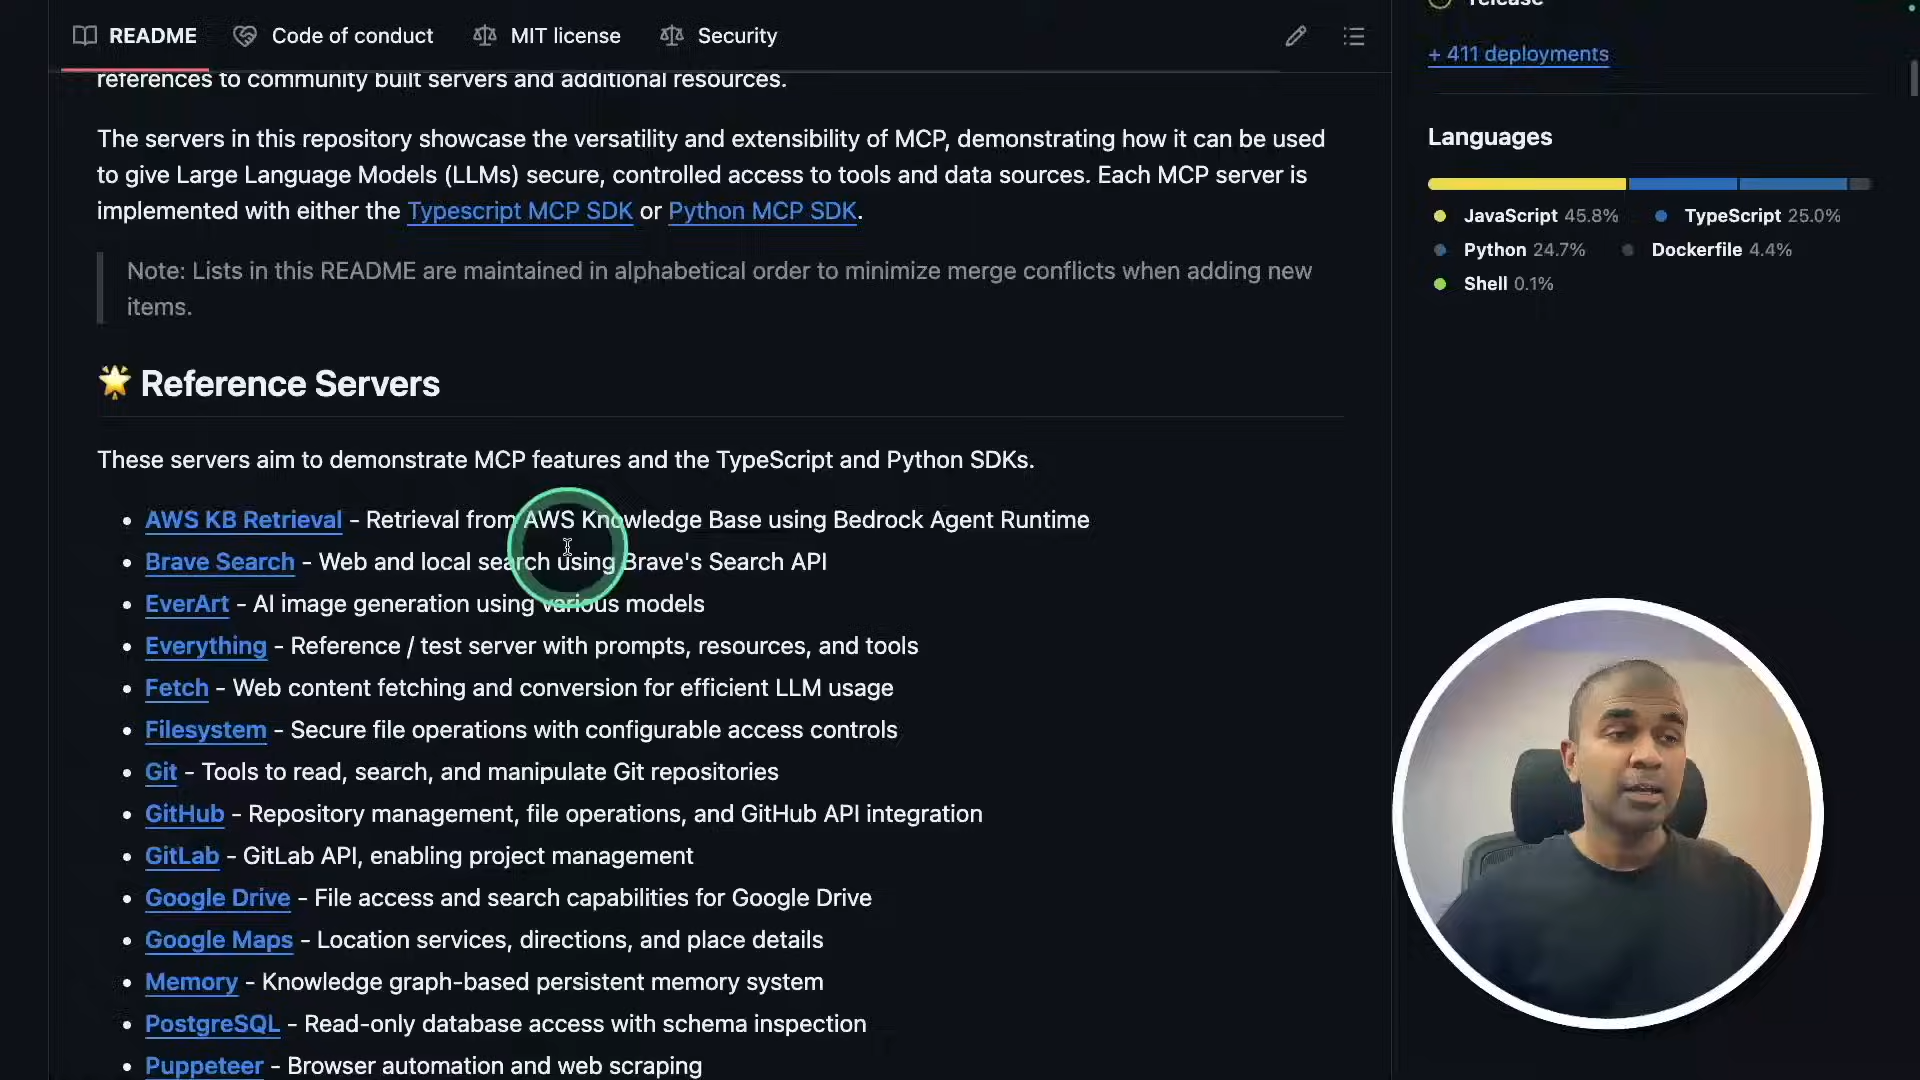 README
Code of conduct
MIT license
Security
references to community built servers and additional resources.
The servers in this repository showcase the versatility and extensibility of MCP, demonstrating how it can be used
to give Large Language Models (LLMs) secure, controlled access to tools and data sources. Each MCP server is
implemented with either the Typescript MCP SDK or Python MCP SDK.
Note: Lists in this README are maintained in alphabetical order to minimize merge conflicts when adding new
items.
🌟 Reference Servers
These servers aim to demonstrate MCP features and the TypeScript and Python SDKs.
• AWS KB Retrieval - Retrieval from AWS Knowledge Base using Bedrock Agent Runtime
• Brave Search - Web and local search using Brave's Search API
• EverArt - AI image generation using various models
• Everything - Reference / test server with prompts, resources, and tools
• Fetch - Web content fetching and conversion for efficient LLM usage
• Filesystem - Secure file operations with configurable access controls
• Git - Tools to read, search, and manipulate Git repositories
• GitHub - Repository management, file operations, and GitHub API integration
• GitLab - GitLab API, enabling project management
• Google Drive - File access and search capabilities for Google Drive
• Google Maps - Location services, directions, and place details
• Memory - Knowledge graph-based persistent memory system
• PostgreSQL - Read-only database access with schema inspection
• Puppeteer - Browser automation and web scraping
release
+ 411 deployments
Languages
JavaScript 45.8%
TypeScript 25.0%
Python 24.7%
Dockerfile 4.4%
Shell 0.1%